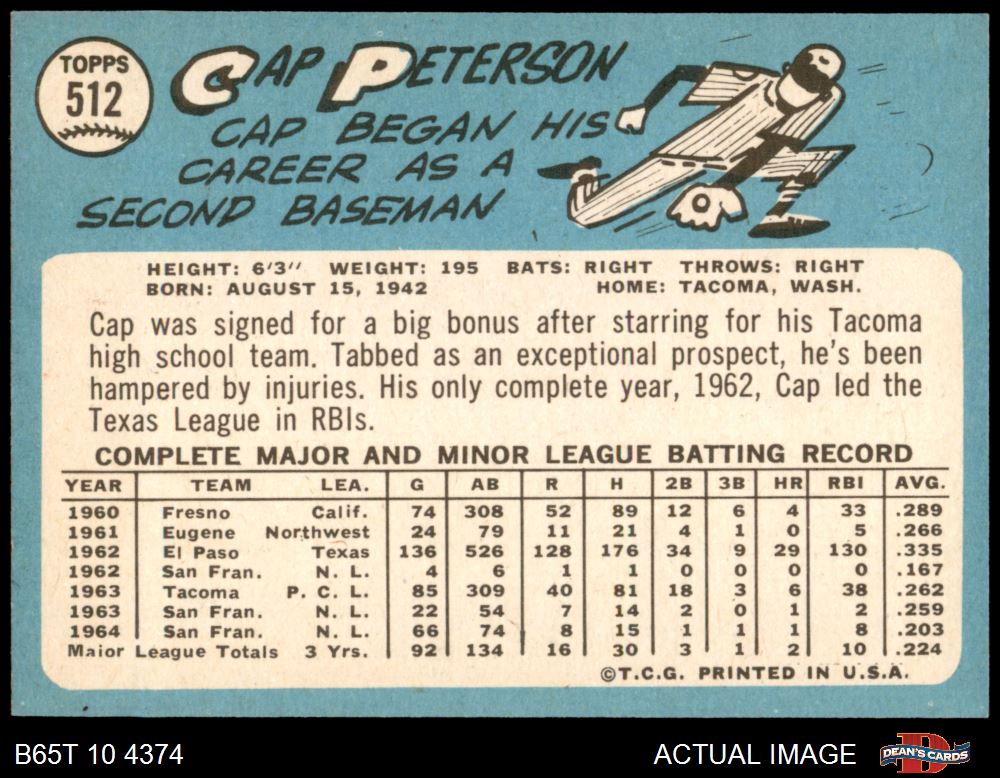 TOPPS
512
CAP PETERSON
CAP BEGAN HIS
CAREER AS A
SECOND BASEMAN
HEIGHT: 6'3" WEIGHT: 195 BATS: RIGHT THROWS: RIGHT
BORN: AUGUST 15, 1942 HOME: TACOMA, WASH.
Cap was signed for a big bonus after starring for his Tacoma
high school team. Tabbed as an exceptional prospect, he's been
hampered by injuries. His only complete year, 1962, Cap led the
Texas League in RBIs.
COMPLETE MAJOR AND MINOR LEAGUE BATTING RECORD
YEAR TEAM LEA. G AB R H 2B 3B HR RBI AVG.
1960 Fresno Calif. 74 308 52 89 12 6 4 33 .289
1961 Eugene Northwest 24 79 11 21 4 1 0 5 .266
1962 El Paso Texas 136 526 128 176 34 9 29 130 .335
1962 San Fran. N. L. 4 6 1 1 0 0 0 0 .167
1963 Tacoma P. C. L. 85 309 40 81 18 3 6 38 .262
1963 San Fran. N. L. 22 54 7 14 2 0 1 2 .259
1964 San Fran. N. L. 66 74 8 15 1 1 1 8 .203
Major League Totals 3 Yrs. 92 134 16 30 3 1 2 10 .224
©T.C.G. PRINTED IN U.S.A.
B65T 10 4374 ACTUAL IMAGE D DEAN'S CARDS